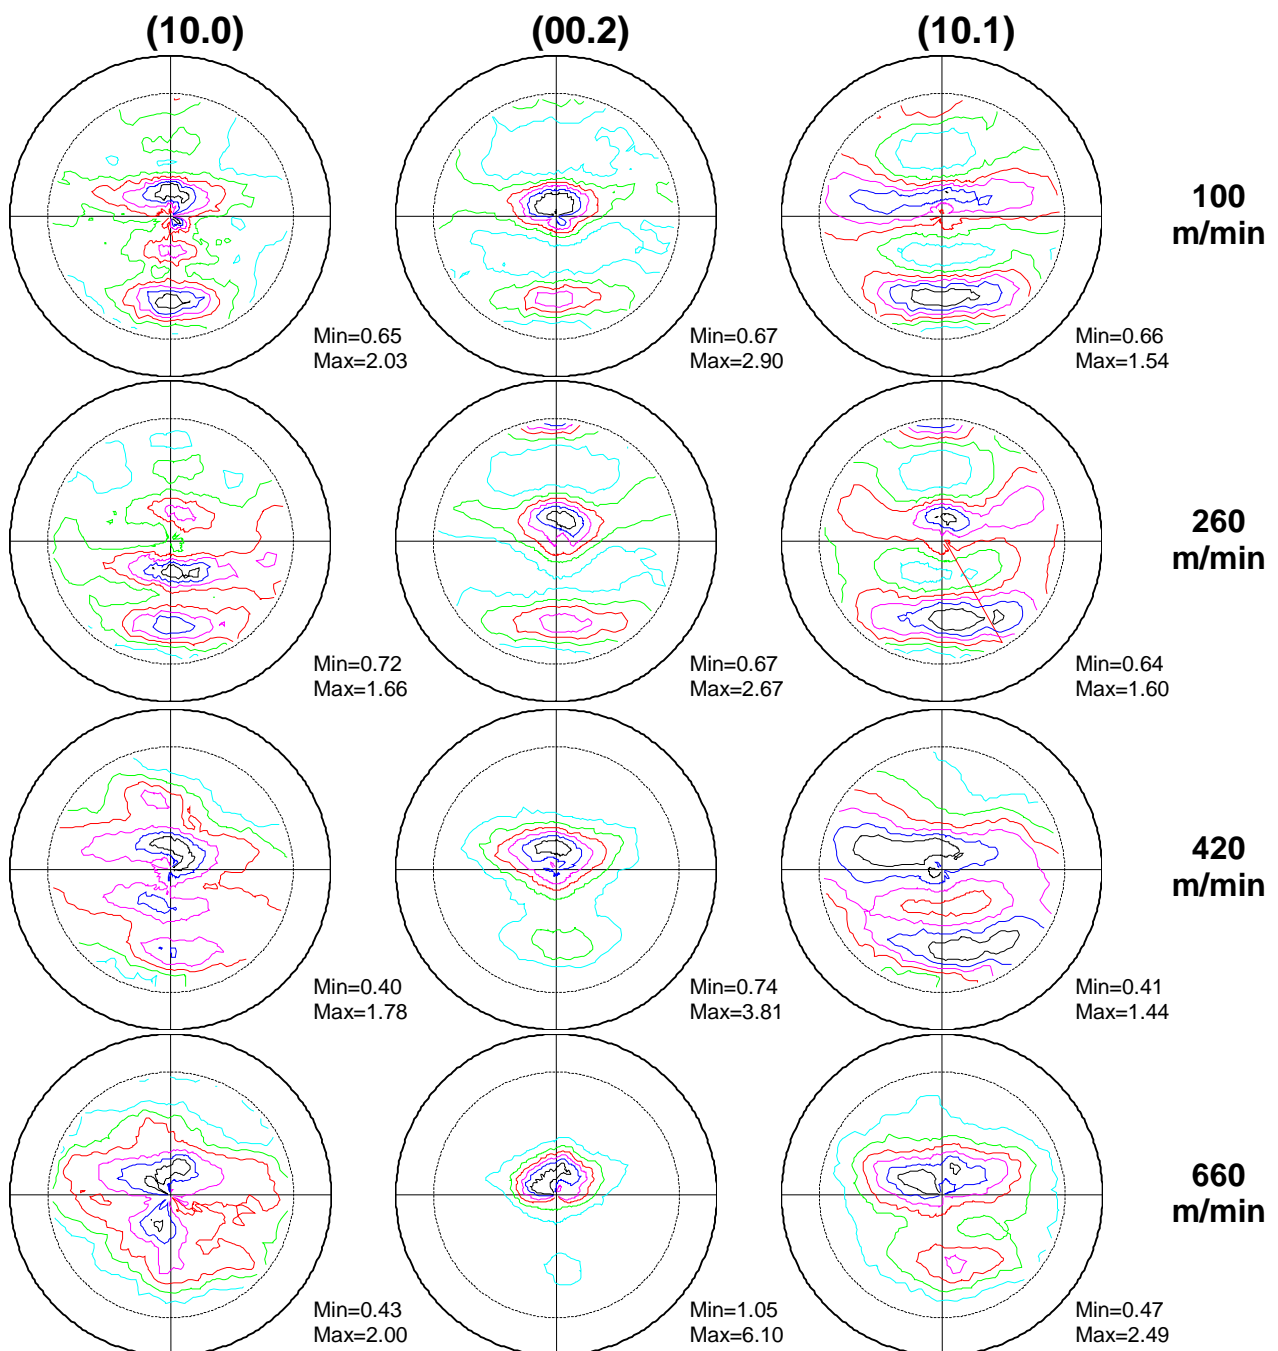 (10.0) (00.2) (10.1)
100
m/min
Min=0.65
Max=2.03
Min=0.67
Max=2.90
Min=0.66
Max=1.54
260
m/min
Min=0.72
Max=1.66
Min=0.67
Max=2.67
Min=0.64
Max=1.60
420
m/min
Min=0.40
Max=1.78
Min=0.74
Max=3.81
Min=0.41
Max=1.44
660
m/min
Min=0.43
Max=2.00
Min=1.05
Max=6.10
Min=0.47
Max=2.49